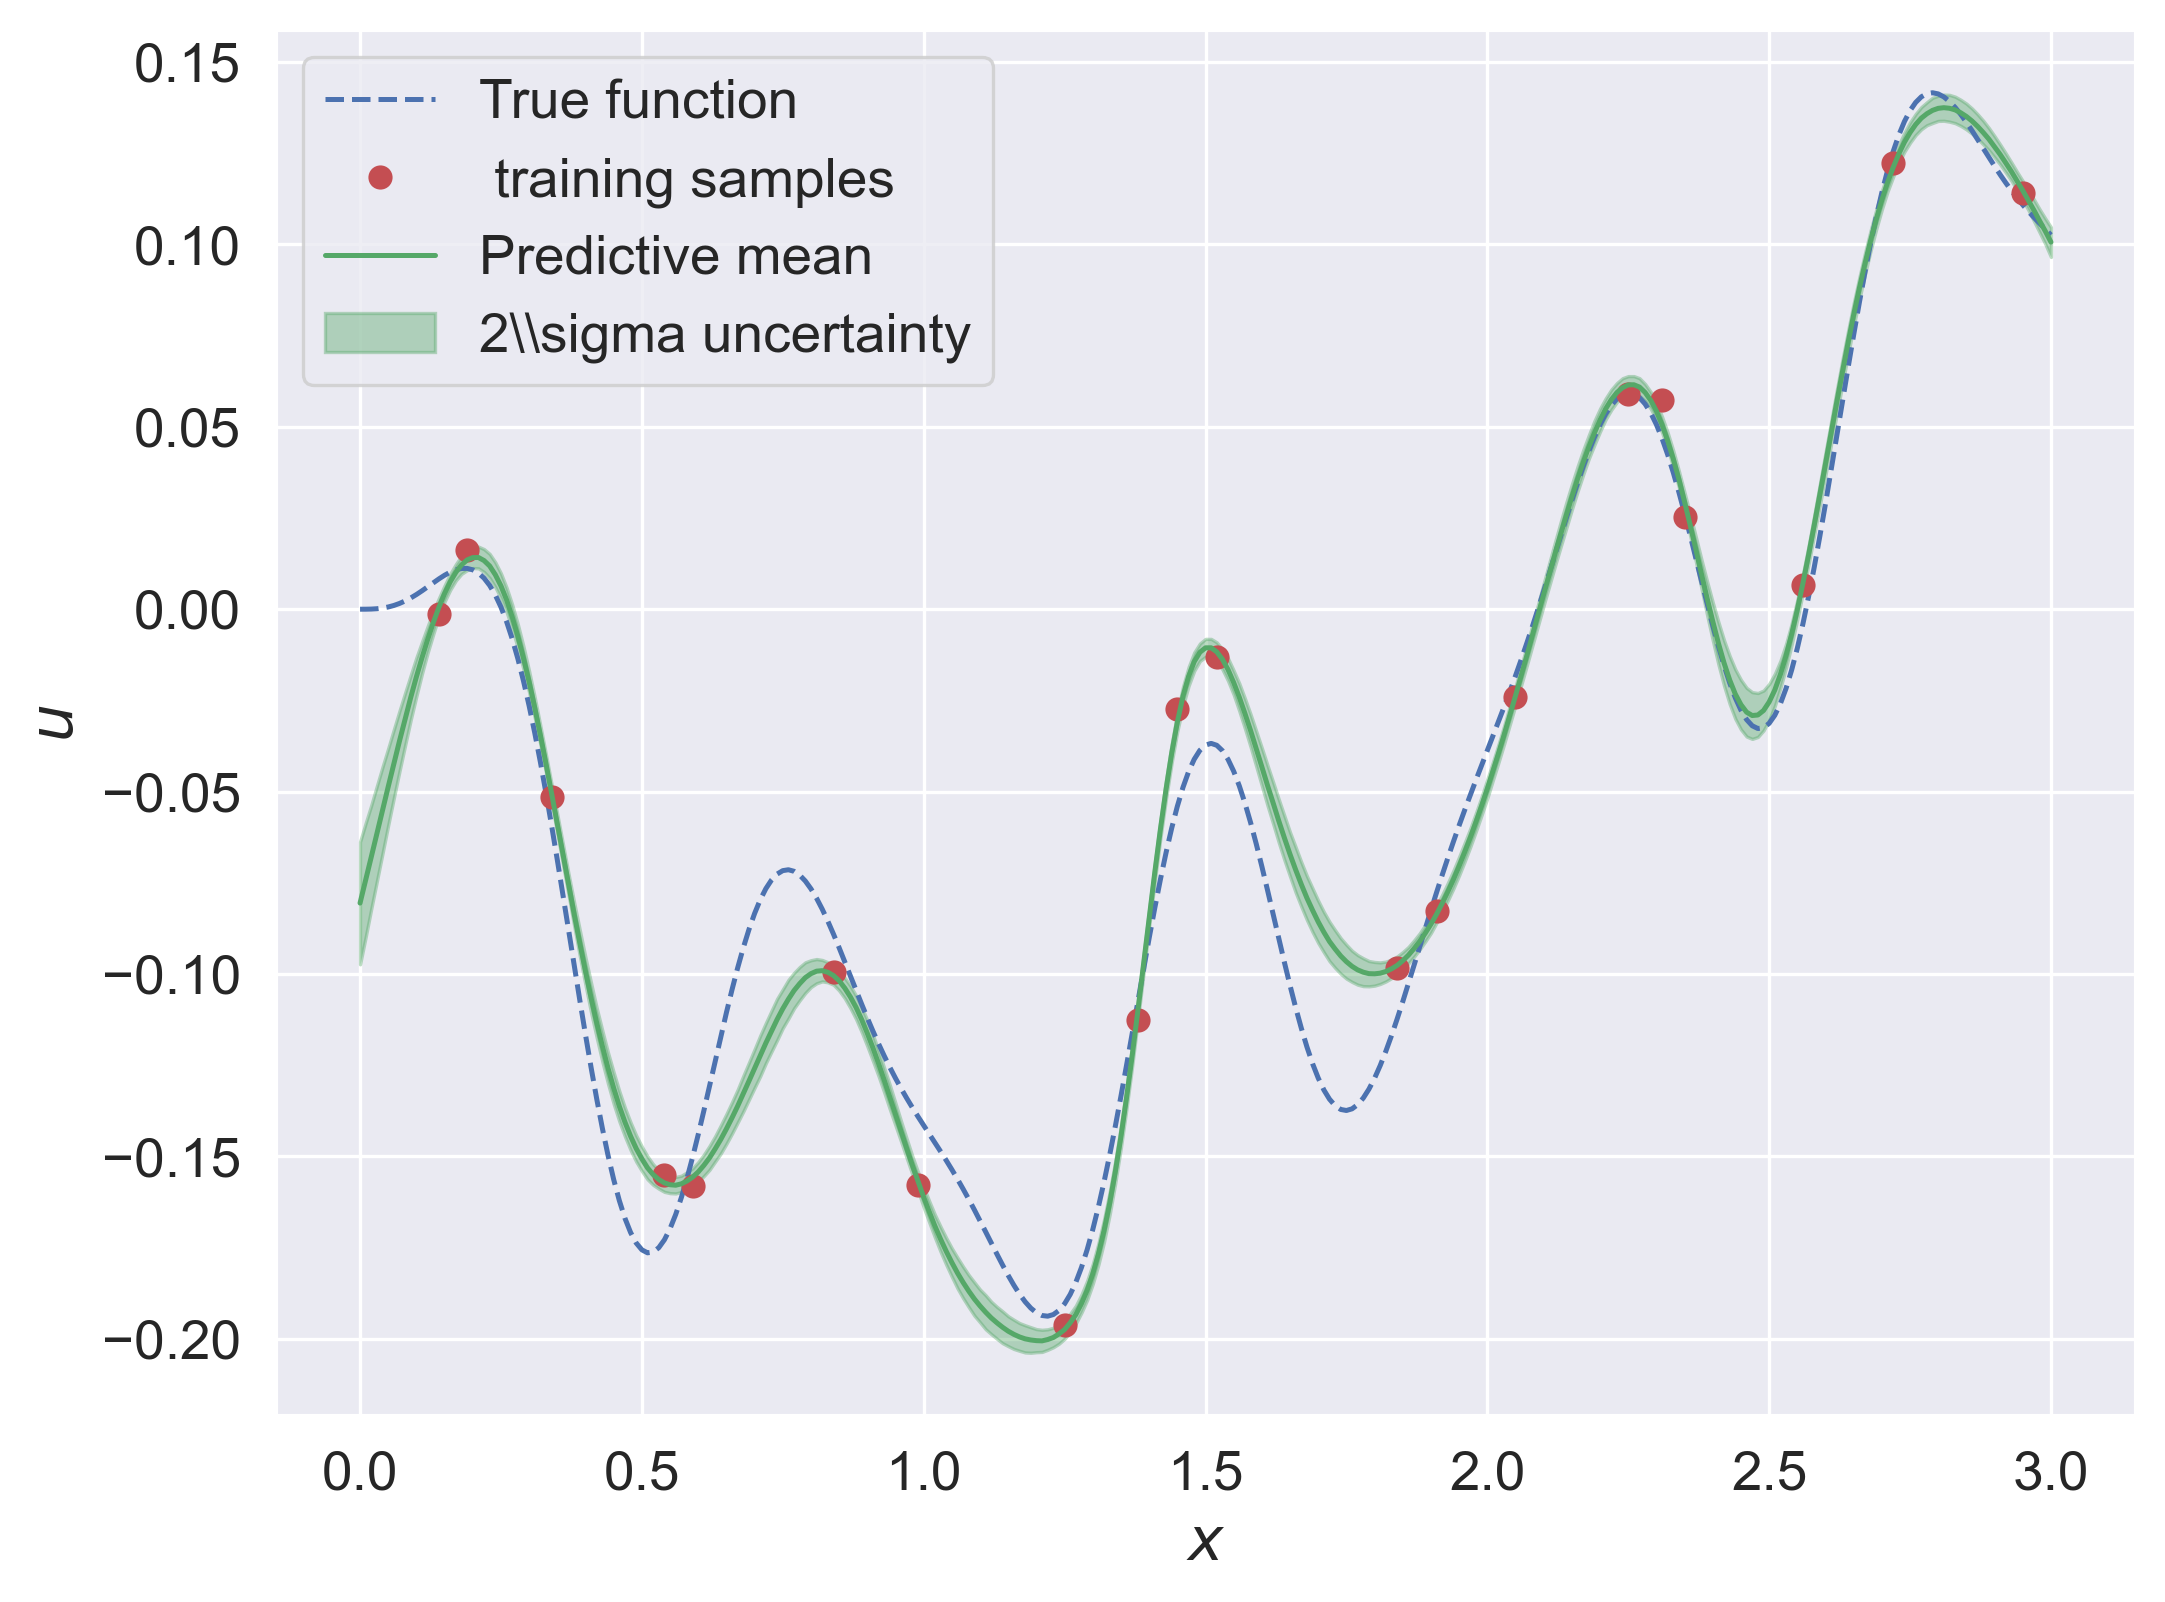 0.15
0.10
0.05
0.00
−0.05
−0.10
−0.15
−0.20
u
True function
training samples
Predictive mean
2\\sigma uncertainty
0.0 0.5 1.0 1.5 2.0 2.5 3.0
x